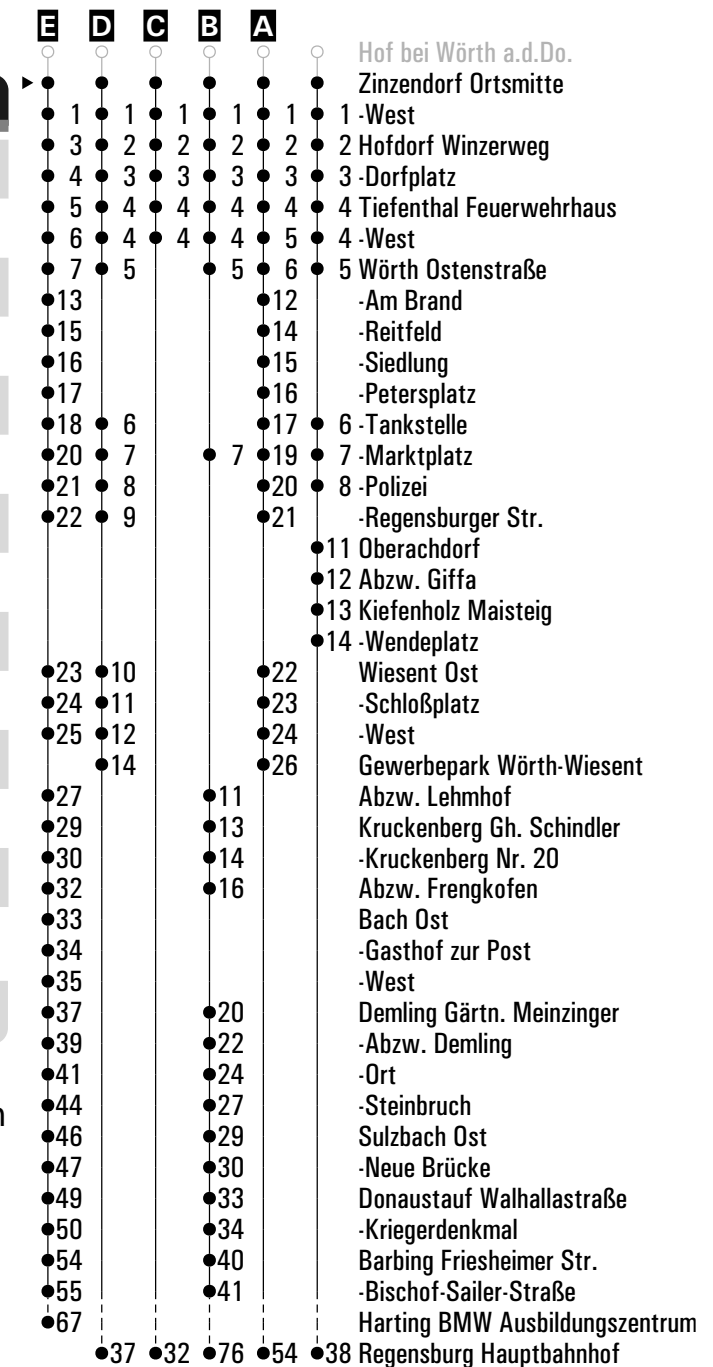 E D C B A
Hof bei Wörth a.d.Do.
Zinzendorf Ortsmitte
1 1 1 1 1 1 -West
3 2 2 2 2 2 Hofdorf Winzerweg
4 3 3 3 3 3 -Dorfplatz
5 4 4 4 4 4 Tiefenthal Feuerwehrhaus
6 4 4 4 5 4 -West
7 5 5 6 5 Wörth Ostenstraße
13 12 -Am Brand
15 14 -Reitfeld
16 15 -Siedlung
17 16 -Petersplatz
18 6 17 6 -Tankstelle
20 7 7 19 7 -Marktplatz
21 8 20 8 -Polizei
22 9 21 -Regensburger Str.
11 Oberachdorf
12 Abzw. Giffa
13 Kiefenholz Maisteig
14 -Wendeplatz
23 10 22 Wiesent Ost
24 11 23 -Schloßplatz
25 12 24 -West
14 26 Gewerbepark Wörth-Wiesent
27 11 Abzw. Lehmhof
29 13 Kruckenberg Gh. Schindler
30 14 -Kruckenberg Nr. 20
32 16 Abzw. Frengkofen
33 Bach Ost
34 -Gasthof zur Post
35 -West
37 20 Demling Gärtn. Meinzinger
39 22 -Abzw. Demling
41 24 -Ort
44 27 -Steinbruch
46 29 Sulzbach Ost
47 30 -Neue Brücke
49 33 Donaustauf Walhallastraße
50 34 -Kriegerdenkmal
54 40 Barbing Friesheimer Str.
55 41 -Bischof-Sailer-Straße
67 Harting BMW Ausbildungszentrum
37 32 76 54 38 Regensburg Hauptbahnhof